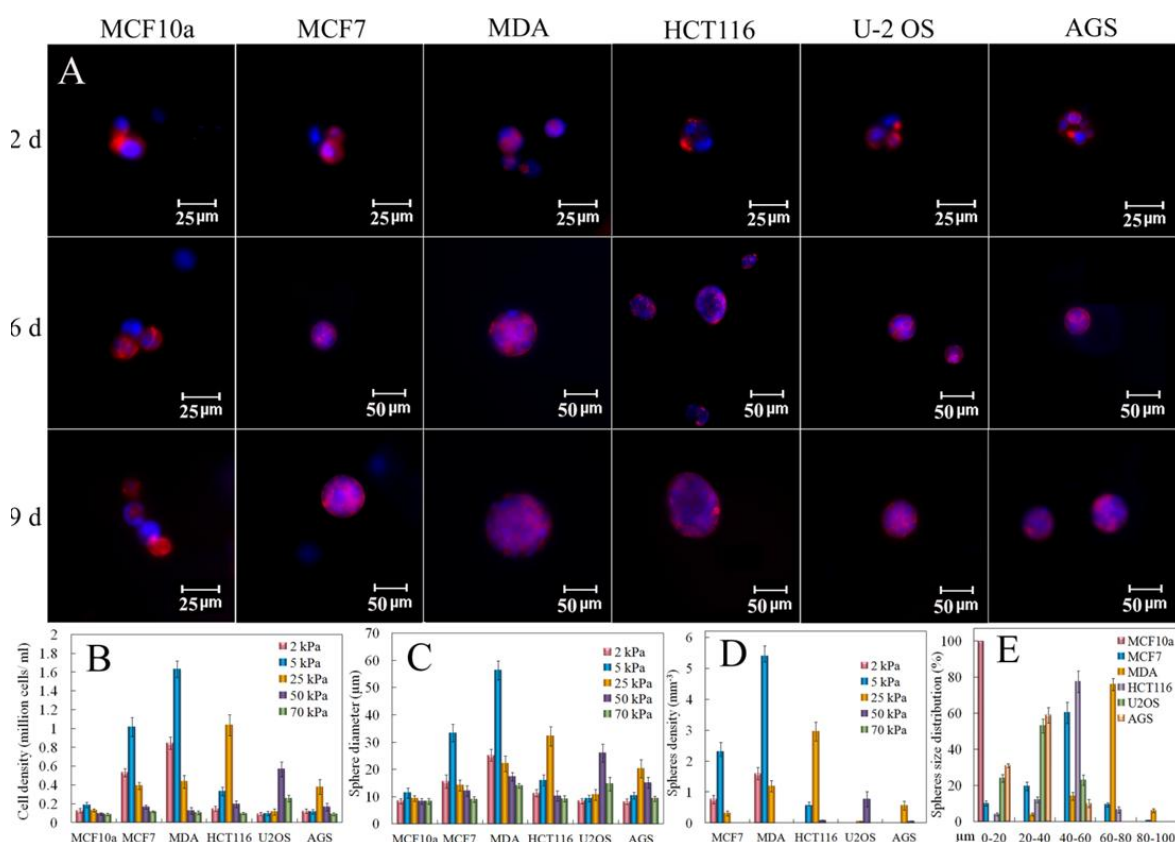 MCF10a MCF7 MDA HCT116 U-2 OS AGS
A
2 d
25 µm 25 µm 25 µm 25 µm 25 µm 25 µm
6 d
25 µm 50 µm 50 µm 50 µm 50 µm 50 µm
9 d
25 µm 50 µm 50 µm 50 µm 50 µm 50 µm
B
Cell density (million cells/ ml)
2
1.8
1.6
1.4
1.2
1
0.8
0.6
0.4
0.2
0
2 kPa
5 kPa
25 kPa
50 kPa
70 kPa
MCF10a MCF7 MDA HCT116 U2OS AGS
C
Sphere diameter (µm)
70
60
50
40
30
20
10
0
2 kPa
5 kPa
25 kPa
50 kPa
70 kPa
MCF10a MCF7 MDA HCT116 U2OS AGS
D
Spheres density (mm⁻³)
6
5
4
3
2
1
0
2 kPa
5 kPa
25 kPa
50 kPa
70 kPa
MCF7 MDA HCT116 U2OS AGS
E
Spheres size distribution (%)
100
80
60
40
20
0
MCF10a
MCF7
MDA
HCT116
U2OS
AGS
µm 0-20 20-40 40-60 60-80 80-100